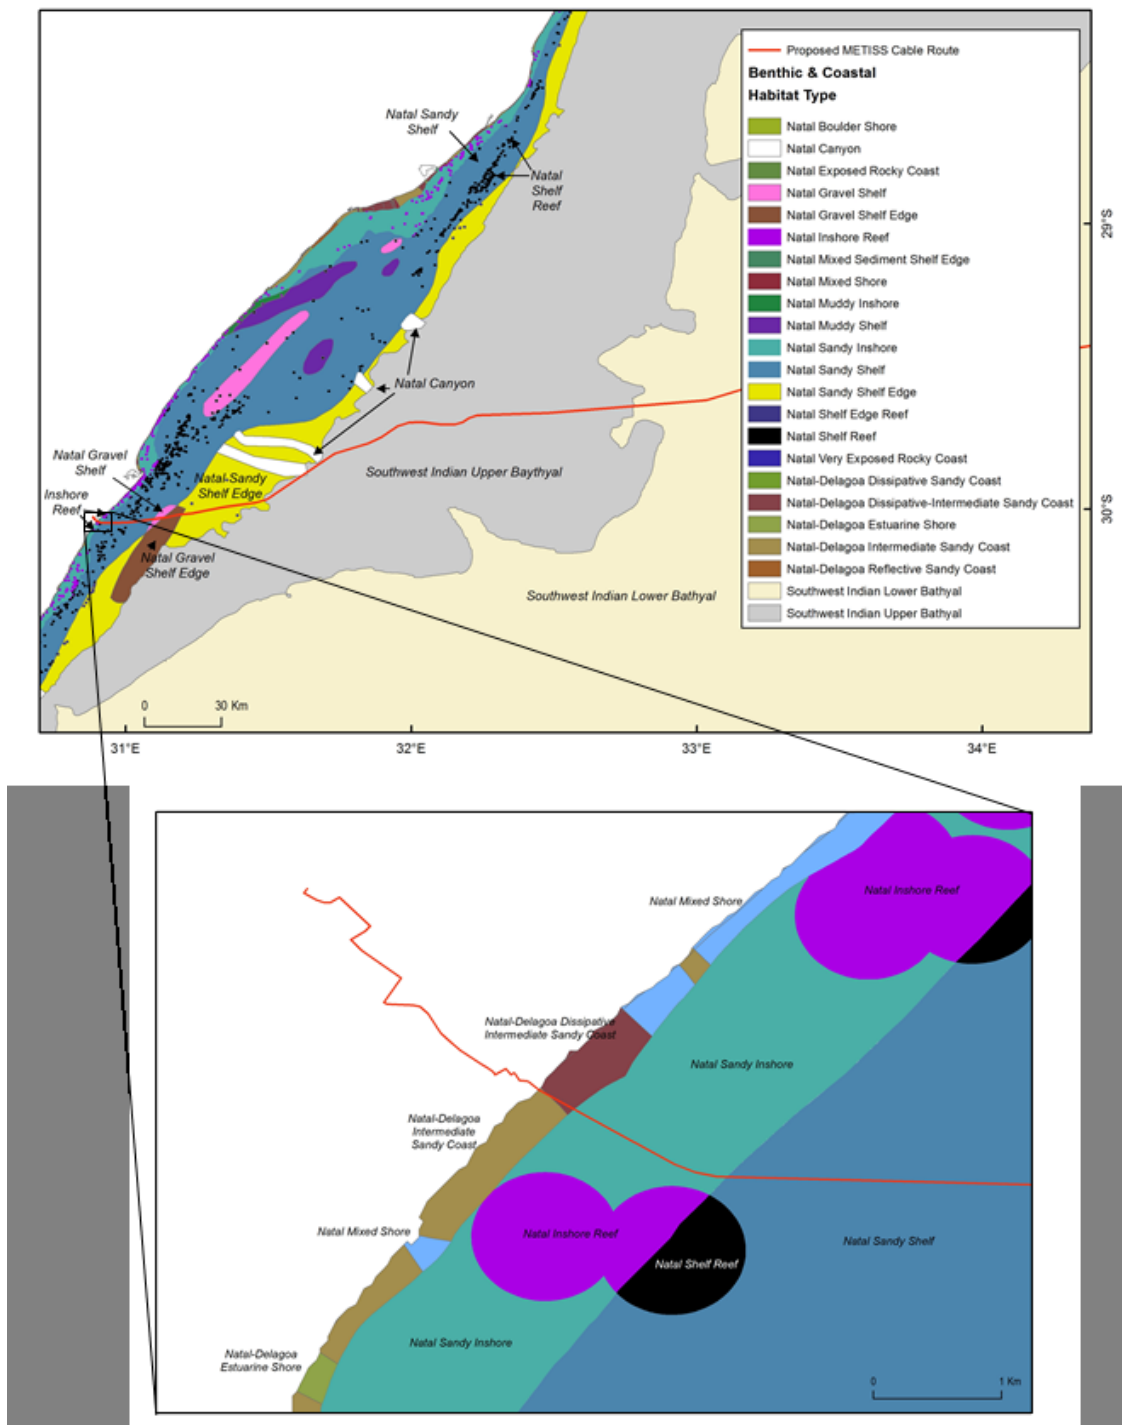 Proposed METISS Cable Route
Benthic & Coastal
Habitat Type
Natal Boulder Shore
Natal Canyon
Natal Exposed Rocky Coast
Natal Gravel Shelf
Natal Gravel Shelf Edge
Natal Inshore Reef
Natal Mixed Sediment Shelf Edge
Natal Mixed Shore
Natal Muddy Inshore
Natal Muddy Shelf
Natal Sandy Inshore
Natal Sandy Shelf
Natal Sandy Shelf Edge
Natal Shelf Edge Reef
Natal Shelf Reef
Natal Very Exposed Rocky Coast
Natal-Delagoa Dissipative Sandy Coast
Natal-Delagoa Dissipative-Intermediate Sandy Coast
Natal-Delagoa Estuarine Shore
Natal-Delagoa Intermediate Sandy Coast
Natal-Delagoa Reflective Sandy Coast
Southwest Indian Lower Bathyal
Southwest Indian Upper Bathyal
Natal Sandy
Shelf
Natal
Shelf
Reef
Natal Canyon
Natal Gravel
Shelf
Inshore
Reef
Natal-Sandy
Shelf Edge
Natal Gravel
Shelf Edge
Southwest Indian Upper Baythyal
Southwest Indian Lower Bathyal
29°S
30°S
0 30 Km
31°E 32°E 33°E 34°E
Natal Inshore Reef
Natal Mixed Shore
Natal-Delagoa Dissipative
Intermediate Sandy Coast
Natal Sandy Inshore
Natal-Delagoa
Intermediate
Sandy Coast
Natal Mixed Shore
Natal Inshore Reef
Natal Shelf Reef
Natal Sandy Shelf
Natal Sandy Inshore
Natal-Delagoa
Estuarine Shore
0 1 Km